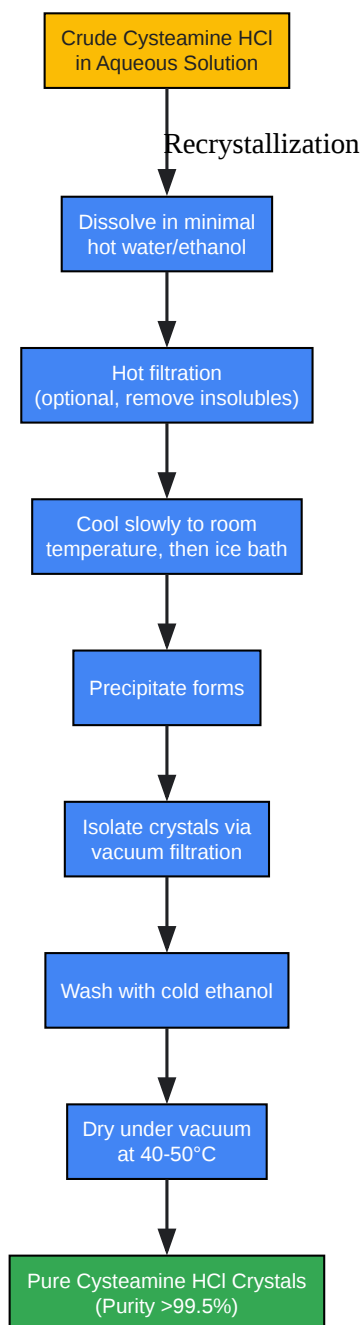 Crude Cysteamine HCl
in Aqueous Solution
Recrystallization
Dissolve in minimal
hot water/ethanol
Hot filtration
(optional, remove insolubles)
Cool slowly to room
temperature, then ice bath
Precipitate forms
Isolate crystals via
vacuum filtration
Wash with cold ethanol
Dry under vacuum
at 40-50°C
Pure Cysteamine HCl Crystals
(Purity >99.5%)